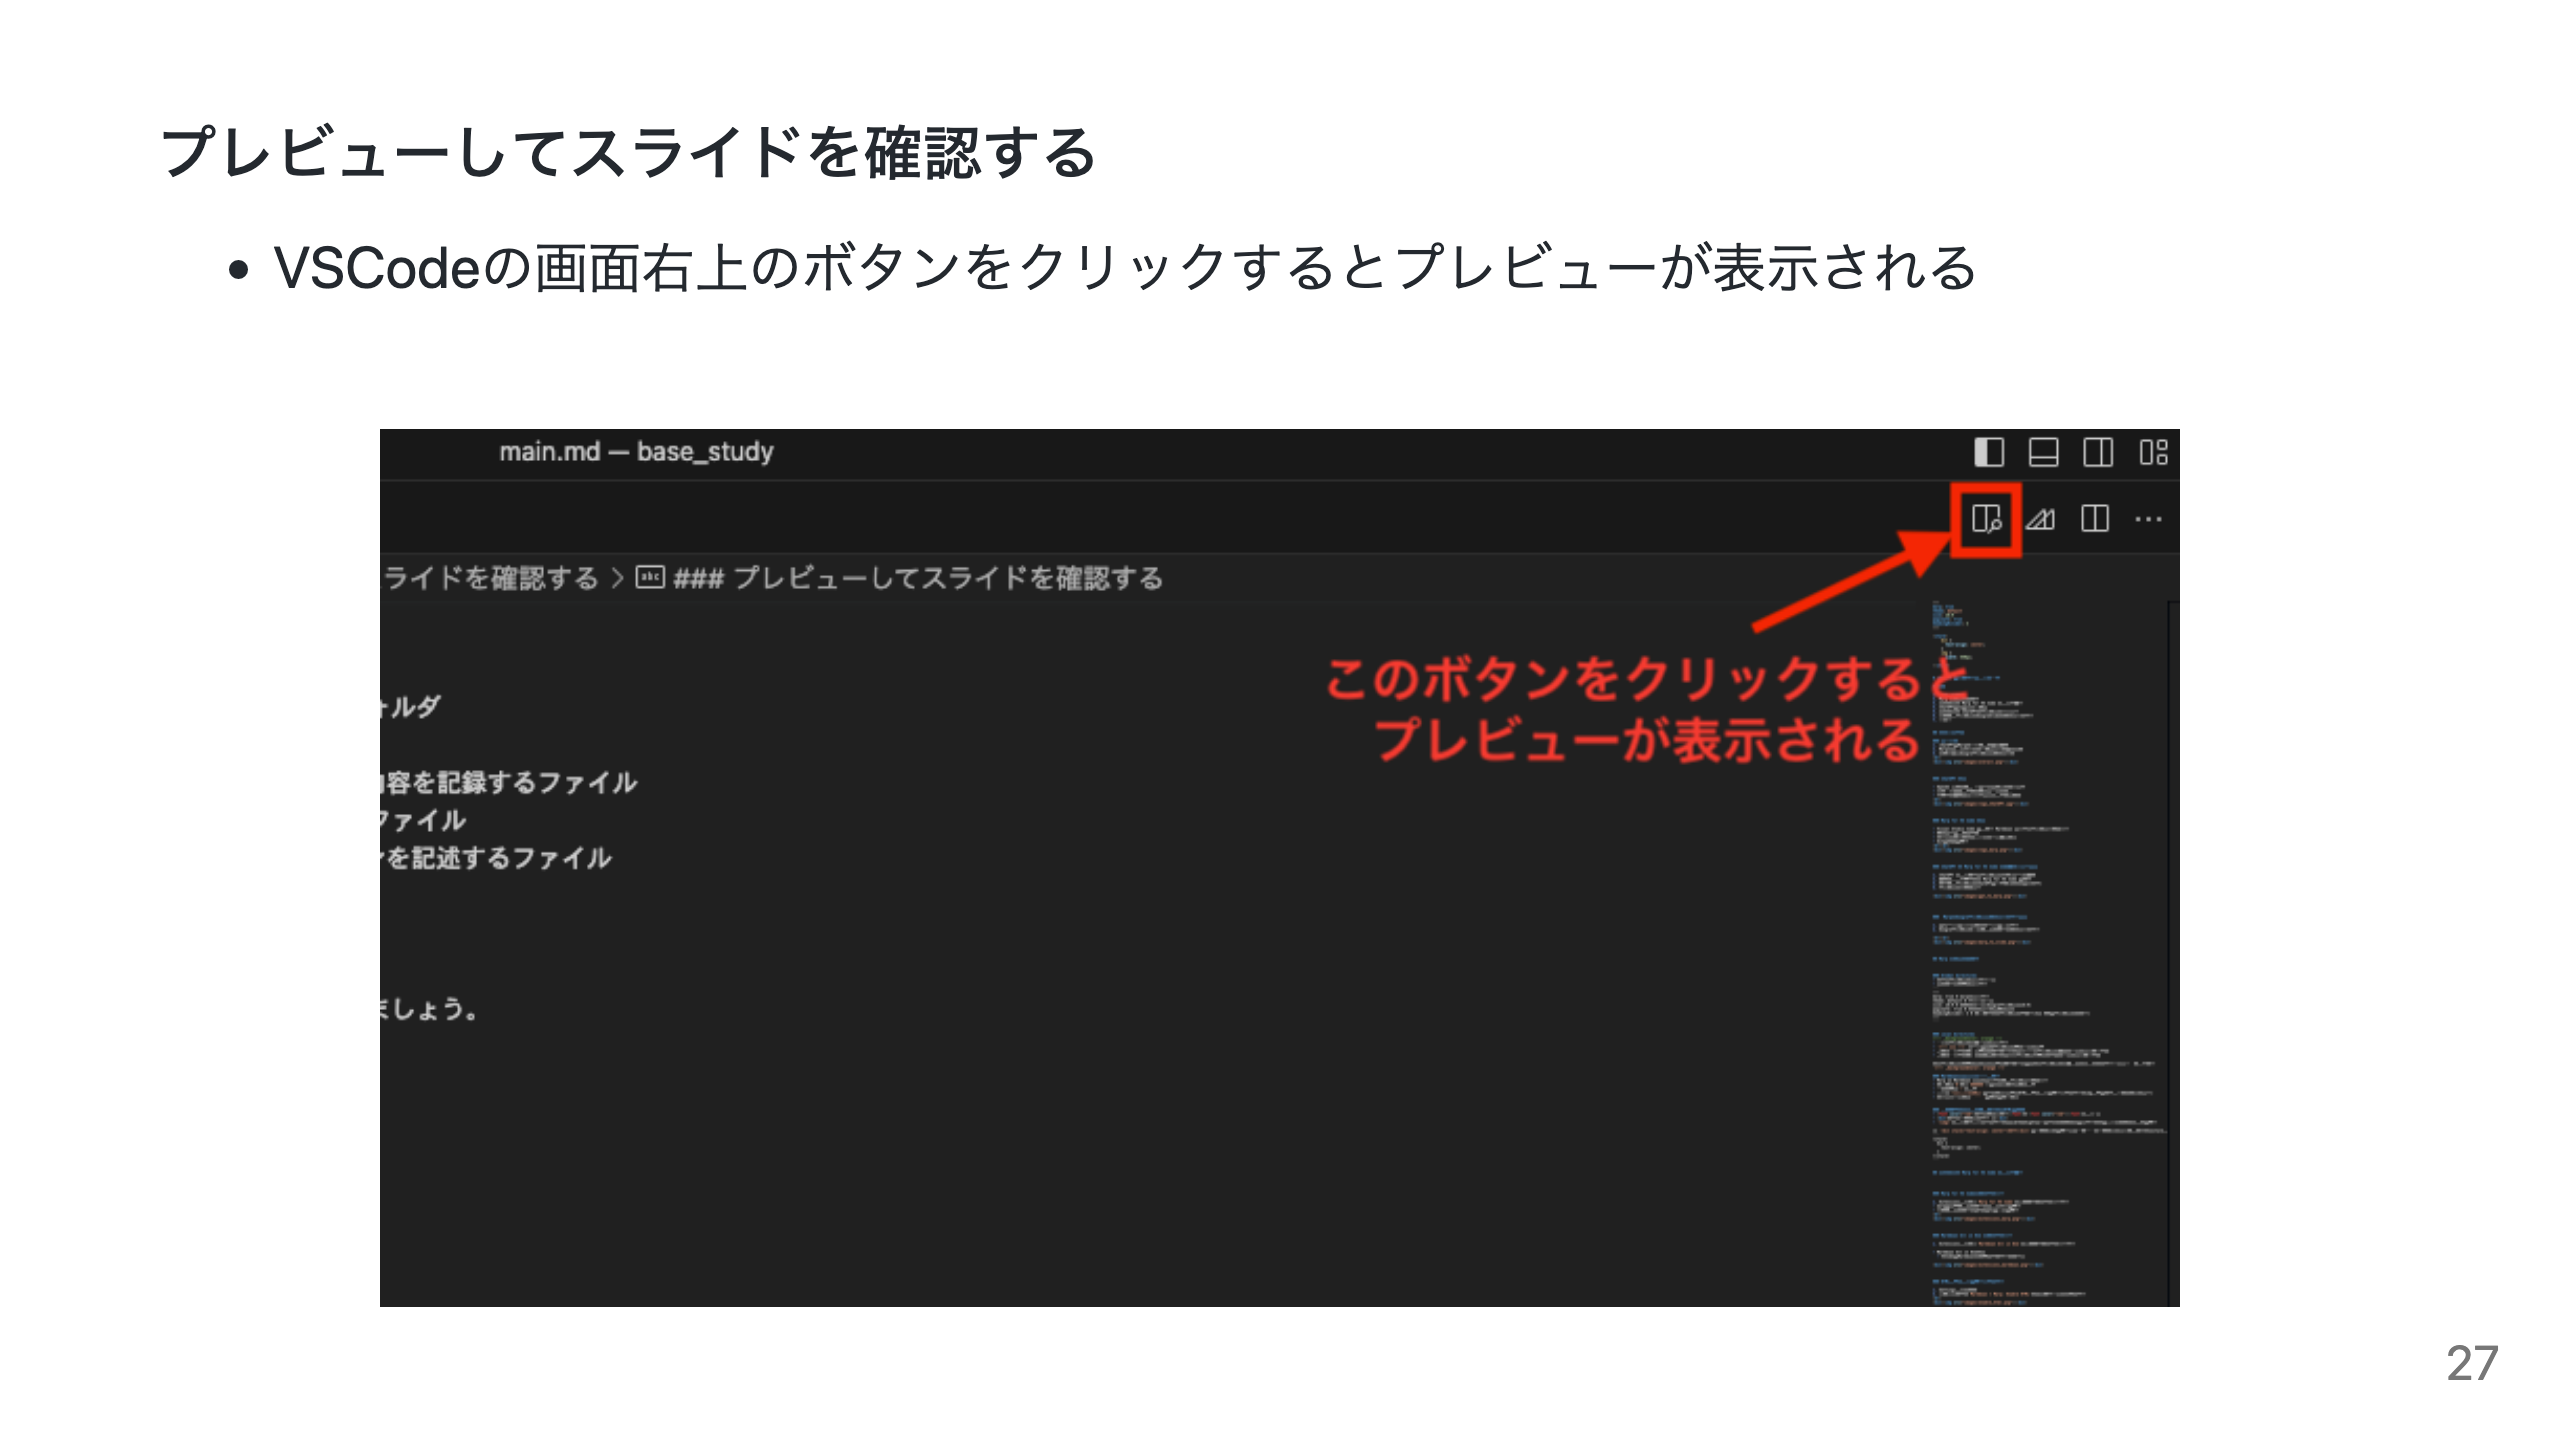 プレビューしてスライドを確認する
• VSCodeの画面右上のボタンをクリックするとプレビューが表示される
main.md — base_study
ライドを確認する > abc ### プレビューしてスライドを確認する
このボタンをクリックすると
プレビューが表示される
ォルダ
容を記録するファイル
ファイル
を記述するファイル
ましょう。
27